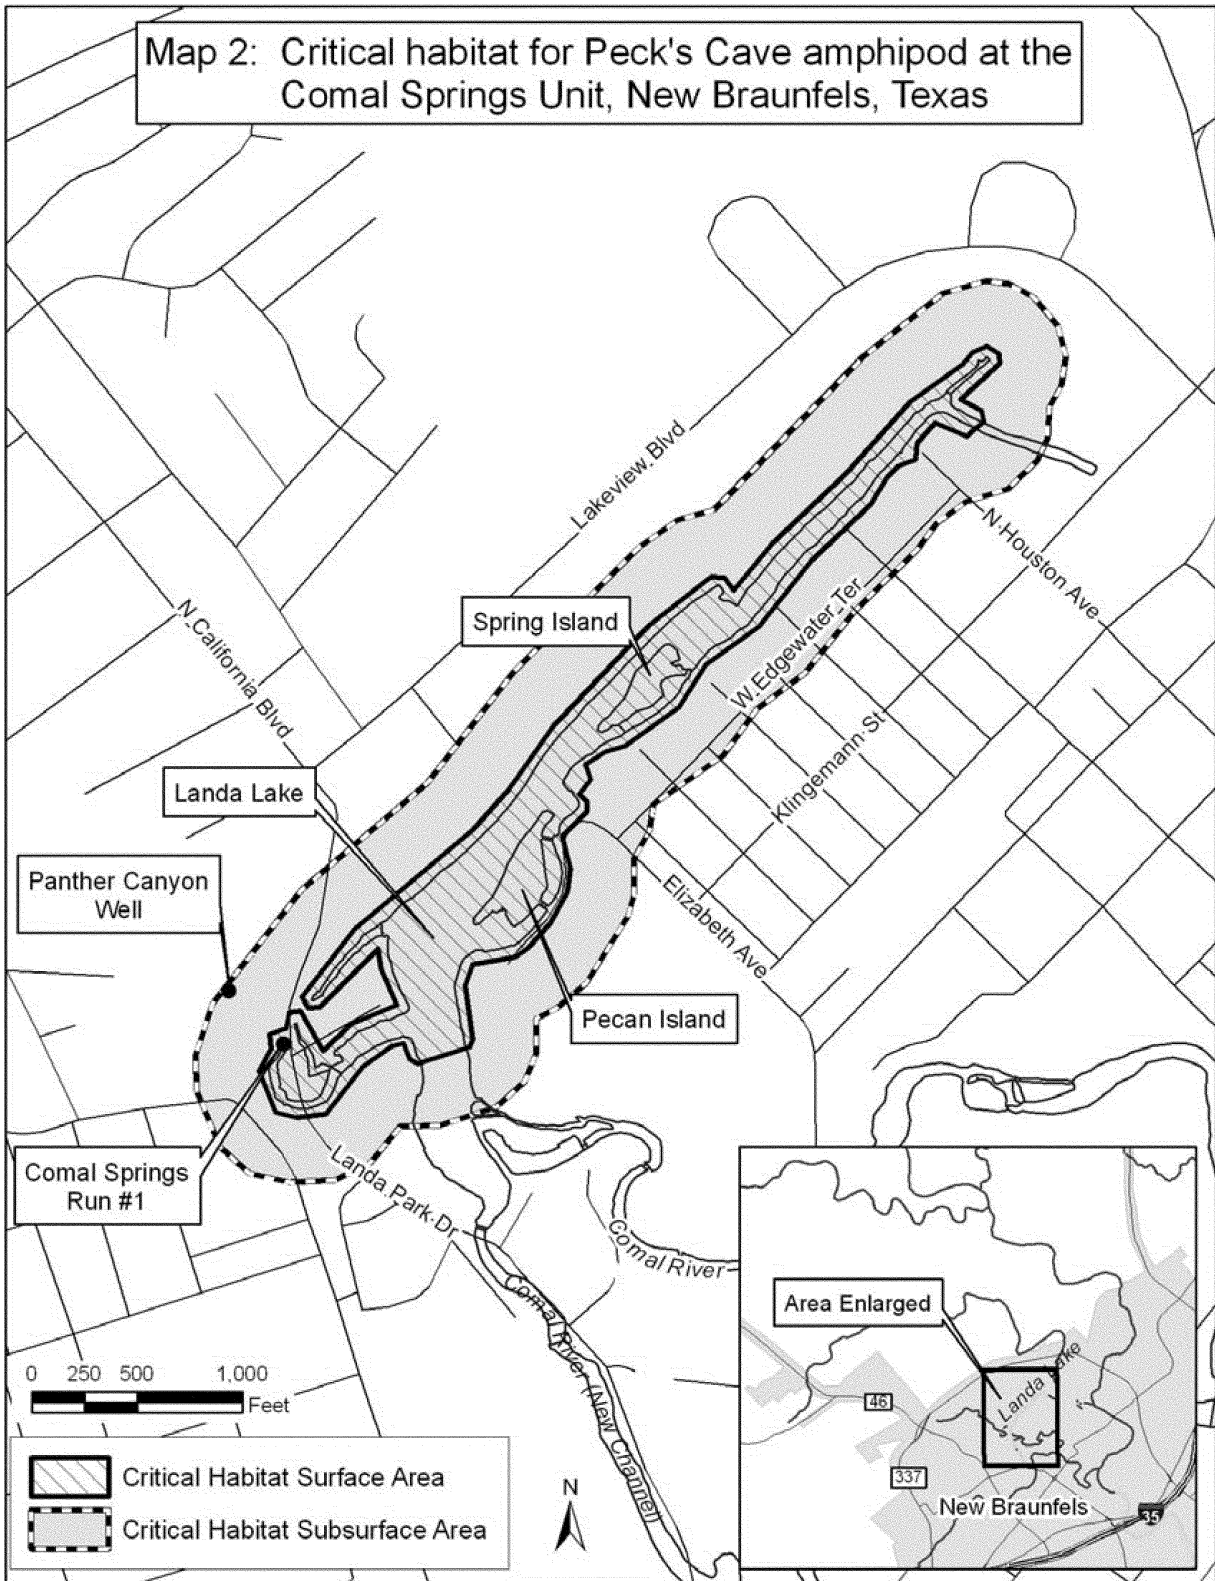 Map 2: Critical habitat for Peck's Cave amphipod at the
Comal Springs Unit, New Braunfels, Texas
Lakeview Blvd
N Houston Ave
Spring Island
N California Blvd
W Edgewater Ter
Klingemann St
Landa Lake
Panther Canyon
Well
Elizabeth Ave
Pecan Island
Comal Springs
Run #1
Landa Park Dr
Comal River
Comal River (New Channel)
Area Enlarged
Landa Lake
46
337
New Braunfels
35
0 250 500 1,000
Feet
Critical Habitat Surface Area
Critical Habitat Subsurface Area
N